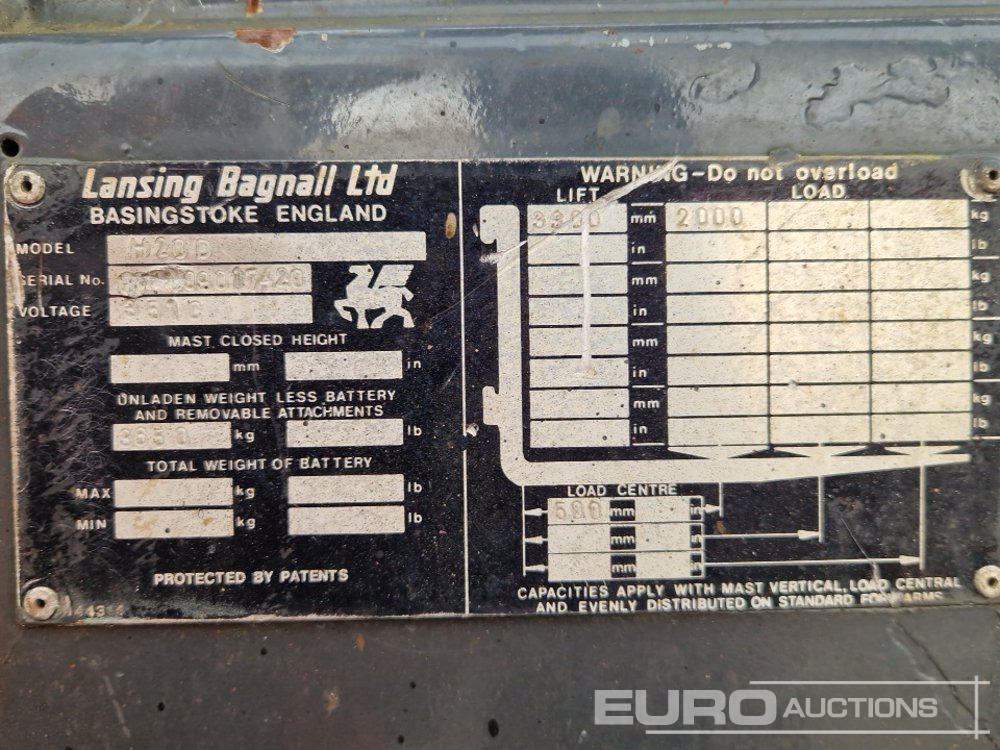 Lansing Bagnall Ltd
BASINGSTOKE ENGLAND
MODEL
SERIAL No.
VOLTAGE
MAST CLOSED HEIGHT
mm in
UNLADEN WEIGHT LESS BATTERY
AND REMOVABLE ATTACHMENTS
3650 kg lb
TOTAL WEIGHT OF BATTERY
MAX kg lb
MIN kg lb
PROTECTED BY PATENTS
WARNING-Do not overload
LIFT LOAD
3300 mm 2000 kg
in lb
mm kg
in lb
mm kg
in lb
mm kg
in lb
LOAD CENTRE
500 mm in
mm
mm
CAPACITIES APPLY WITH MAST VERTICAL, LOAD CENTRAL
AND EVENLY DISTRIBUTED ON STANDARD FORK ARMS
EURO AUCTIONS